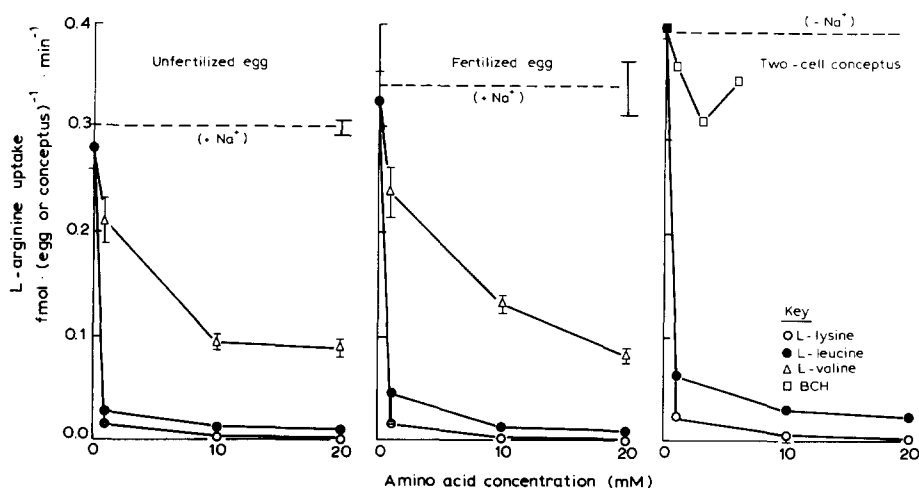 0.4
0.3
0.2
0.1
0.0
L-arginine uptake
fmol · (egg or conceptus)⁻¹ · min⁻¹
Unfertilized egg
(+ Na⁺)
0 10 20
Fertilized egg
(+ Na⁺)
0 10 20
(- Na⁺)
Two-cell conceptus
Key
L-lysine
L-leucine
L-valine
BCH
0 10 20
Amino acid concentration (mM)